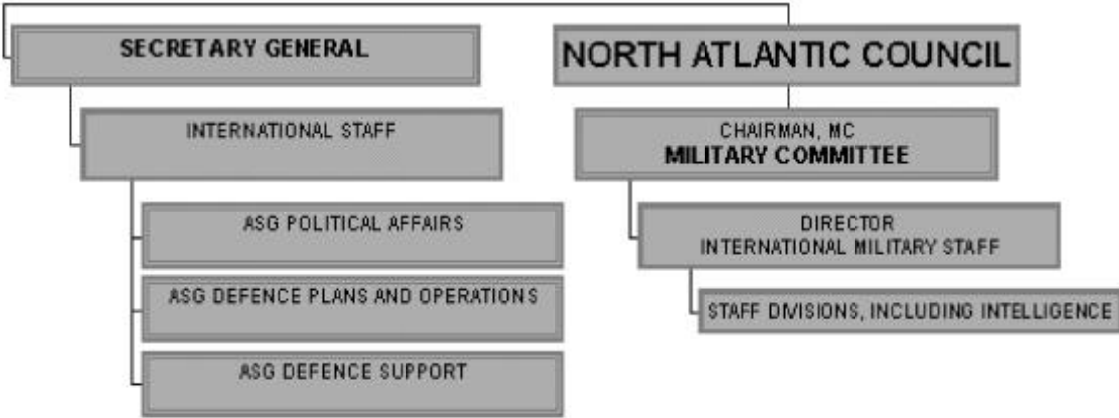 SECRETARY GENERAL
NORTH ATLANTIC COUNCIL
INTERNATIONAL STAFF
CHAIRMAN, MC
MILITARY COMMITTEE
ASG POLITICAL AFFAIRS
DIRECTOR
INTERNATIONAL MILITARY STAFF
ASG DEFENCE PLANS AND OPERATIONS
STAFF DIVISIONS, INCLUDING INTELLIGENCE
ASG DEFENCE SUPPORT